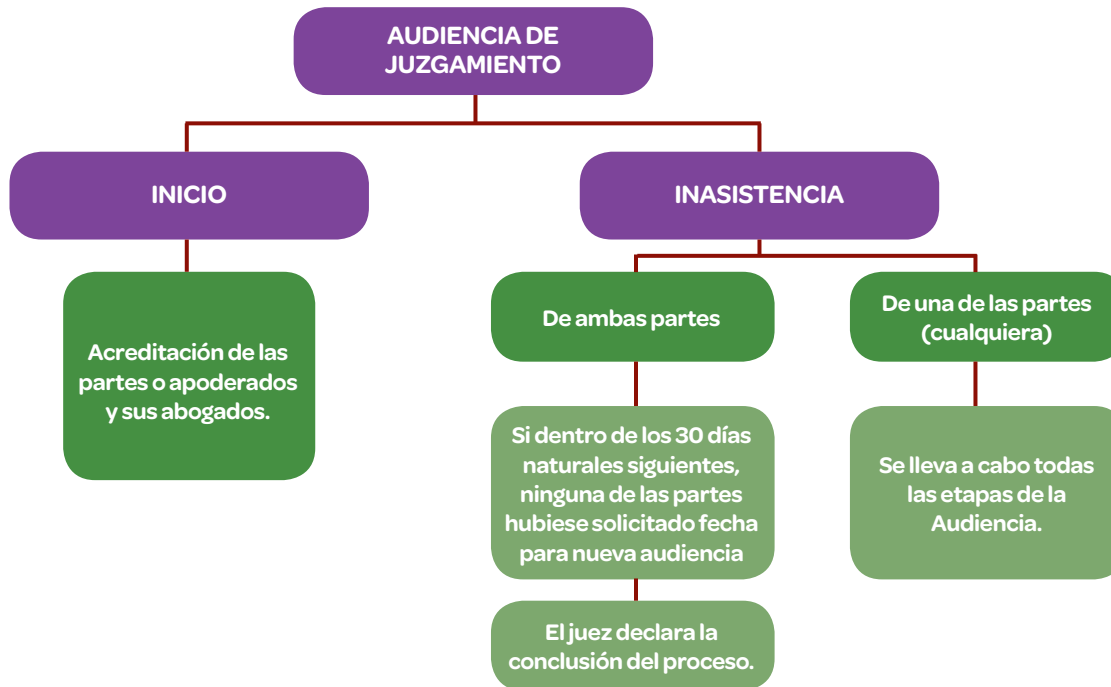 AUDIENCIA DE
JUZGAMIENTO
INICIO
INASISTENCIA
Acreditación de las
partes o apoderados
y sus abogados.
De ambas partes
De una de las partes
(cualquiera)
Si dentro de los 30 días
naturales siguientes,
ninguna de las partes
hubiese solicitado fecha
para nueva audiencia
Se lleva a cabo todas
las etapas de la
Audiencia.
El juez declara la
conclusión del proceso.